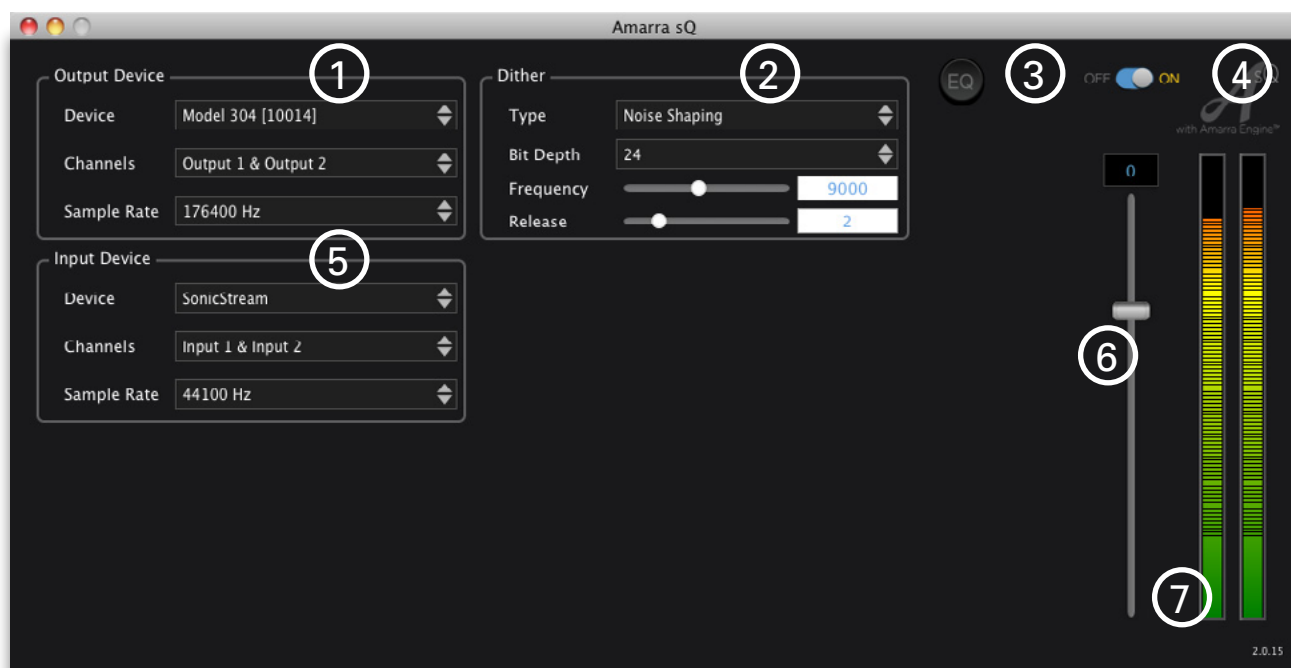 Amarra sQ
Output Device
1
Device
Model 304 [10014]
Channels
Output 1 & Output 2
Sample Rate
176400 Hz
Dither
2
Type
Noise Shaping
Bit Depth
24
Frequency
9000
Release
2
EQ
3
OFF
ON
4
sQ
with Amarra Engine™
Input Device
5
Device
SonicStream
Channels
Input 1 & Input 2
Sample Rate
44100 Hz
0
6
7
2.0.15